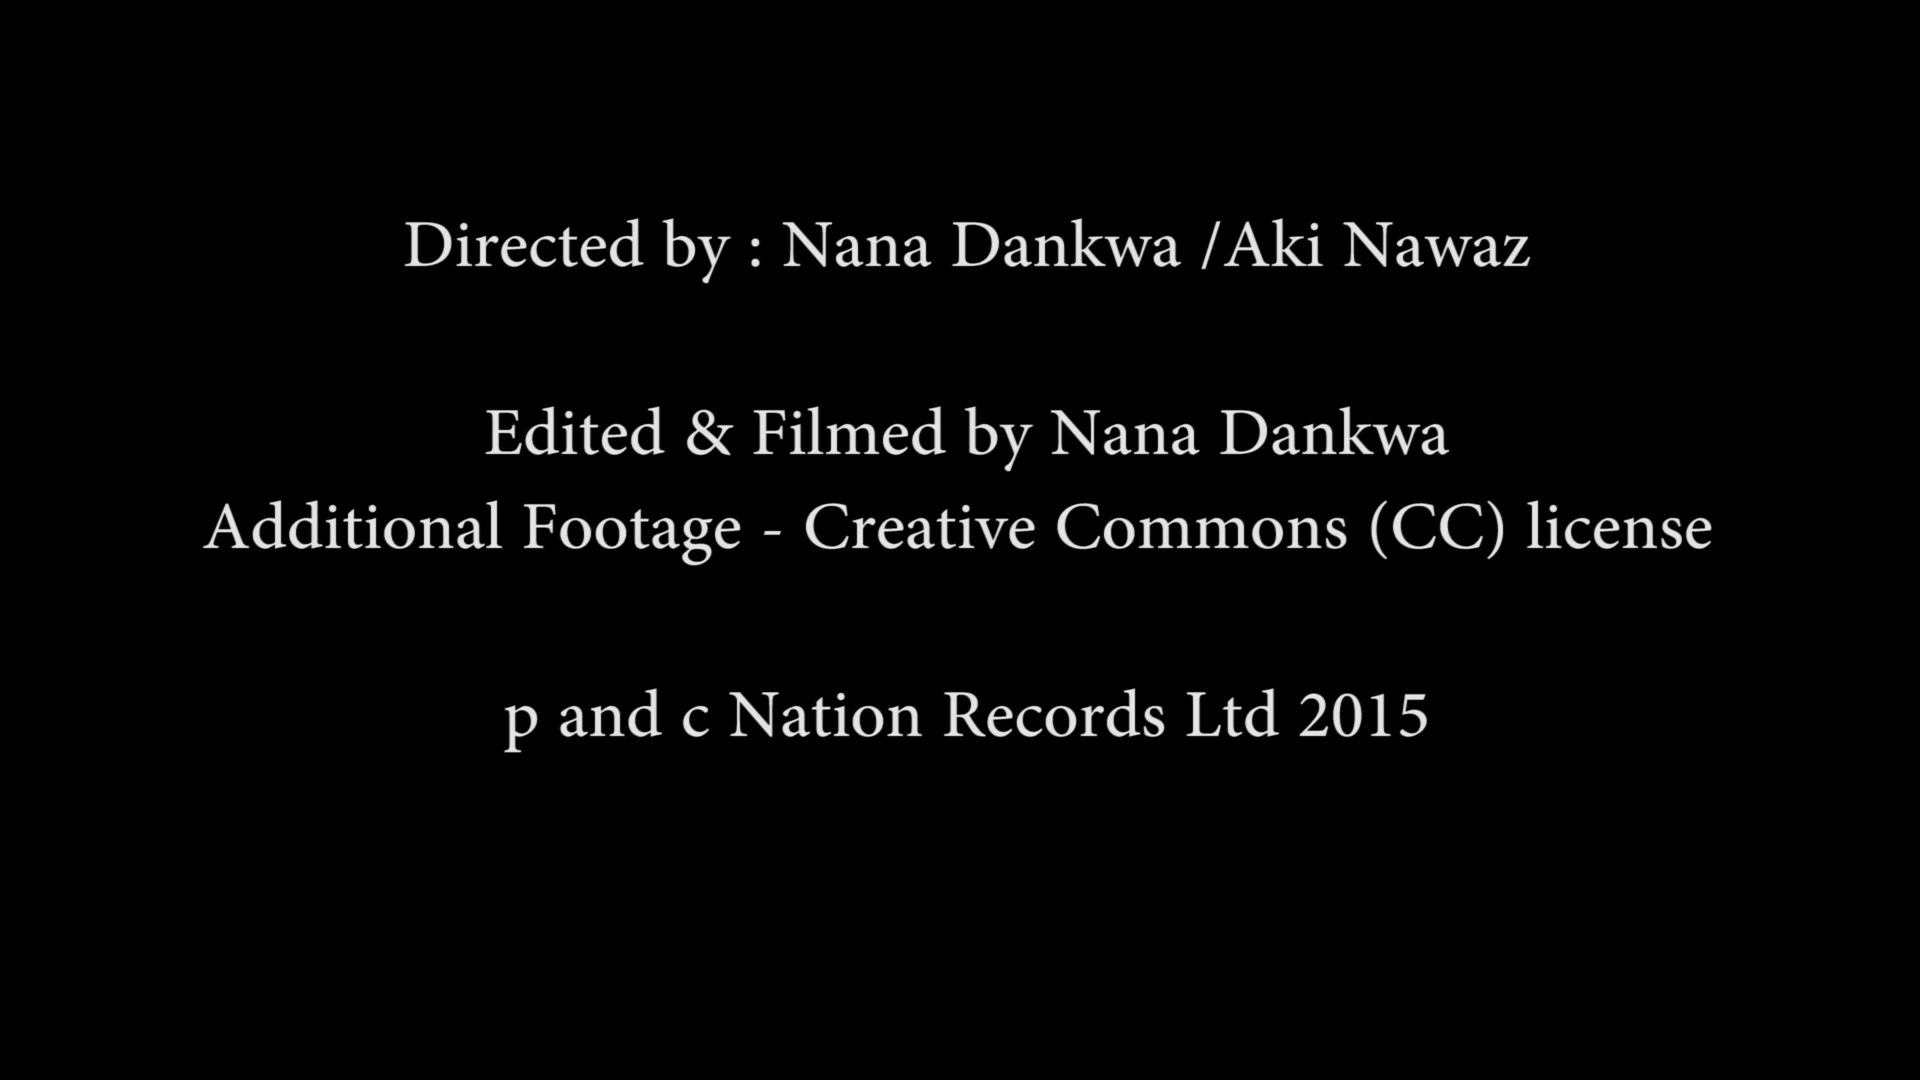 Directed by : Nana Dankwa /Aki Nawaz
Edited & Filmed by Nana Dankwa
Additional Footage - Creative Commons (CC) license
p and c Nation Records Ltd 2015